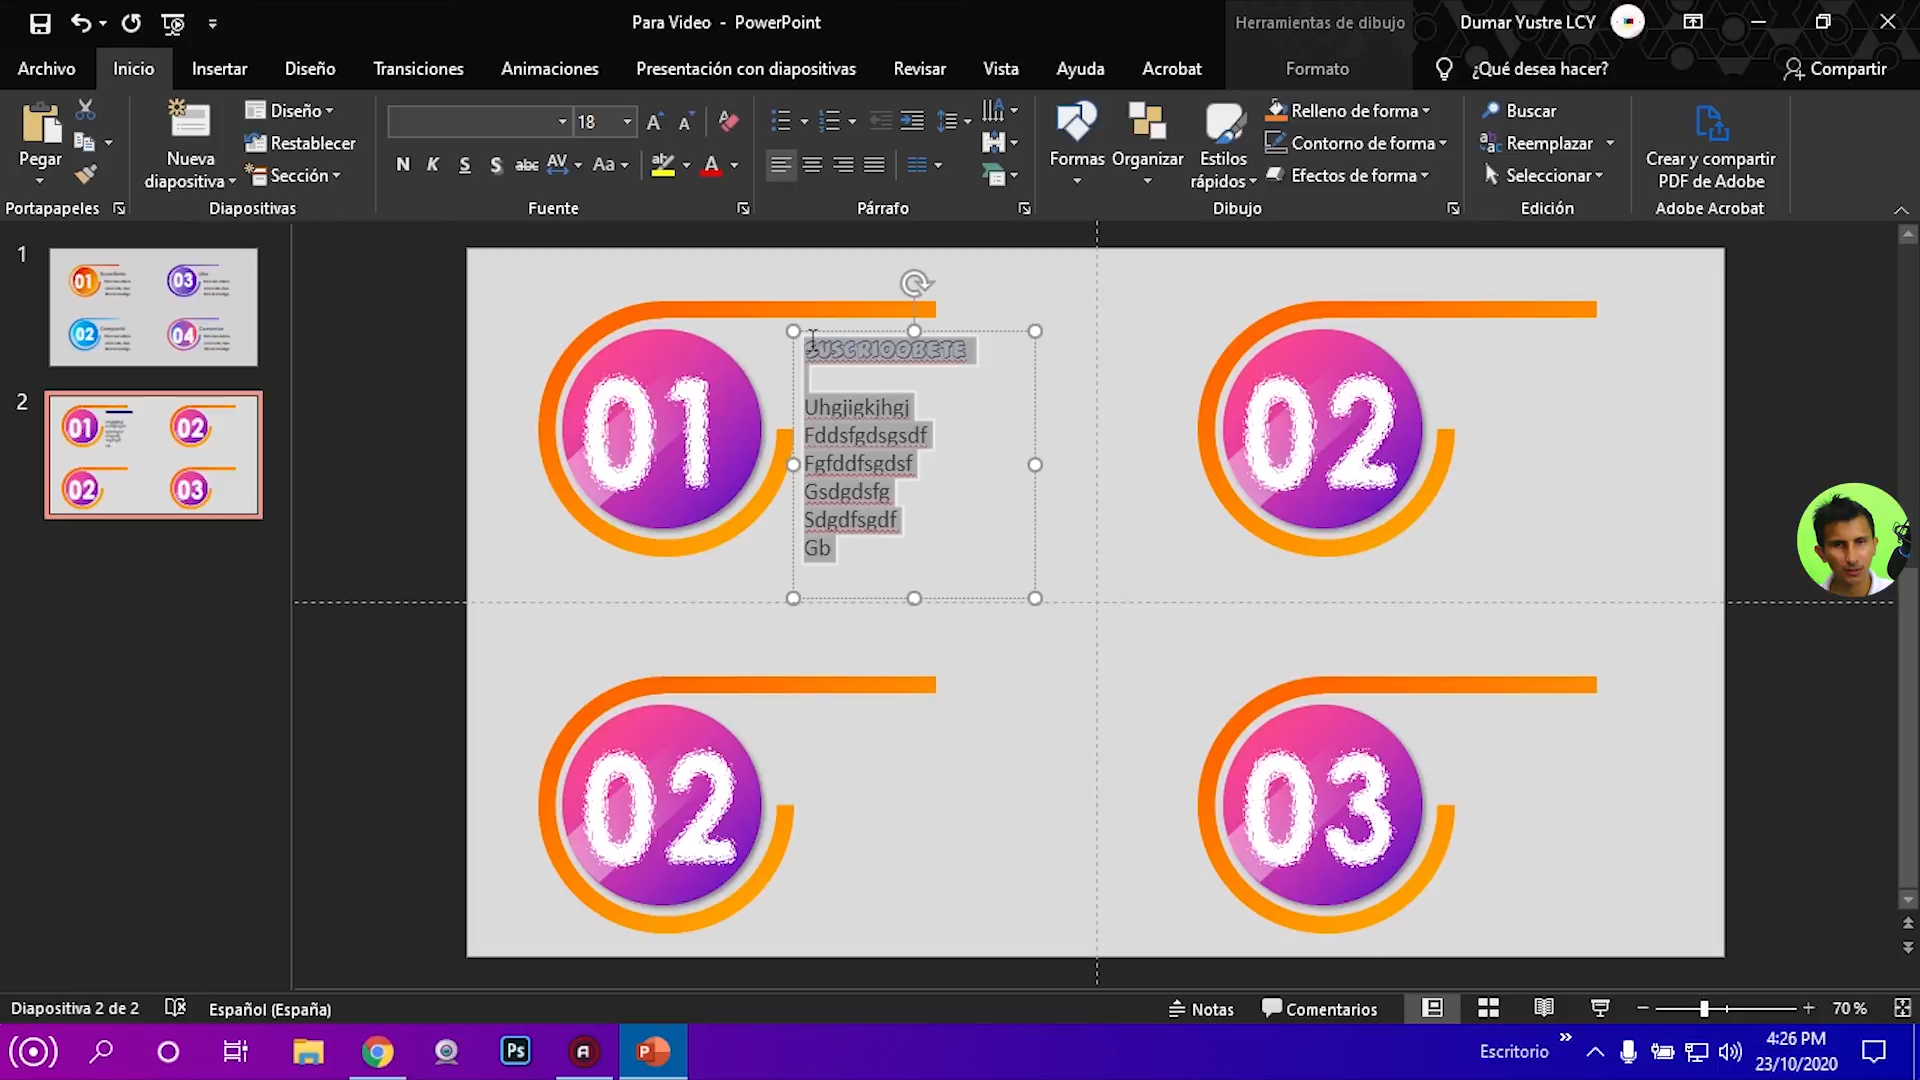 Para Video - PowerPoint
Herramientas de dibujo
Dumar Yustre LCY
Archivo
Inicio
Insertar
Diseño
Transiciones
Animaciones
Presentación con diapositivas
Revisar
Vista
Ayuda
Acrobat
Formato
¿Qué desea hacer?
Compartir
Pegar
Nueva
diapositiva
Diseño
Restablecer
Sección
18
N K S S abc AV Aa A
Formas
Organizar
Estilos
rápidos
Relleno de forma
Contorno de forma
Efectos de forma
Buscar
Reemplazar
Seleccionar
Crear y compartir
PDF de Adobe
Portapapeles
Diapositivas
Fuente
Párrafo
Dibujo
Edición
Adobe Acrobat
1
01
03
02
04
2
01
02
02
03
01
SUSCRIOOBETE
Uhgjigkjhgj
Fddsfgdsgsdf
Fgfddfsgdsf
Gsdgdsfg
Sdgdfsgdf
Gb
02
02
03
Diapositiva 2 de 2
Español (España)
Notas
Comentarios
70 %
Ps
Escritorio
4:26 PM
23/10/2020